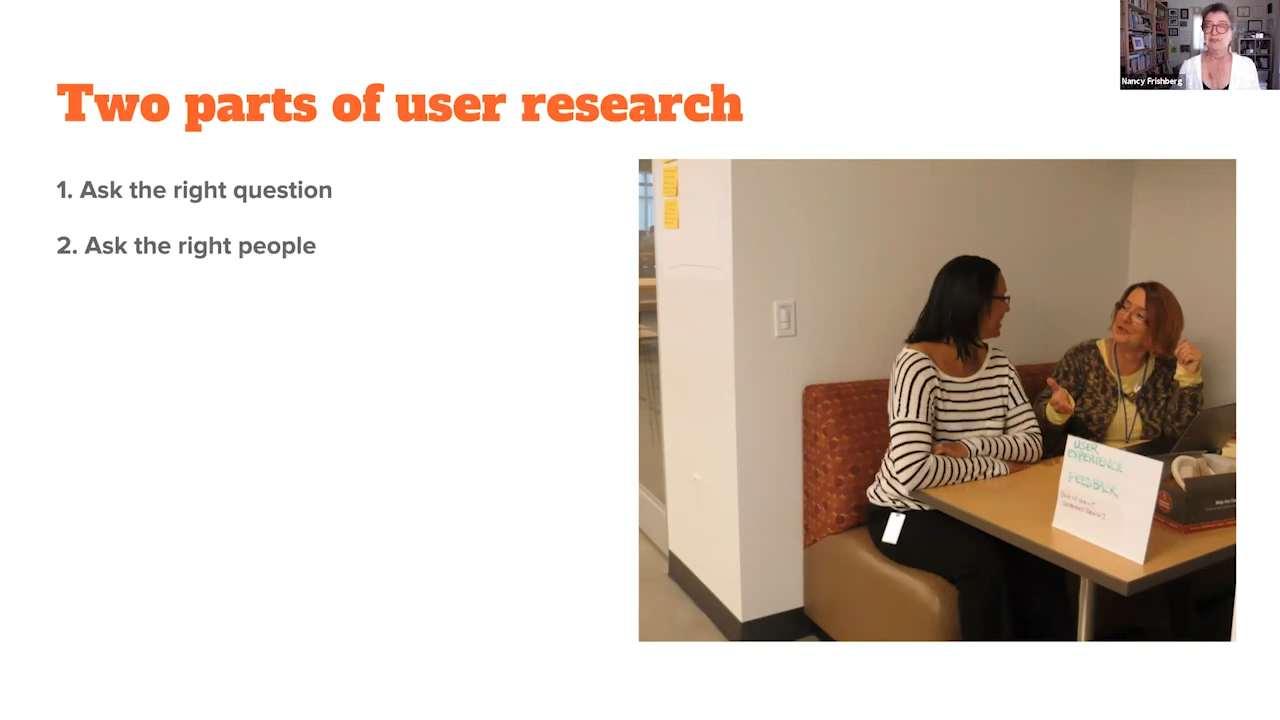 Nancy Frishberg
Two parts of user research
1. Ask the right question
2. Ask the right people
USER
EXPERIENCE
FEEDBACK